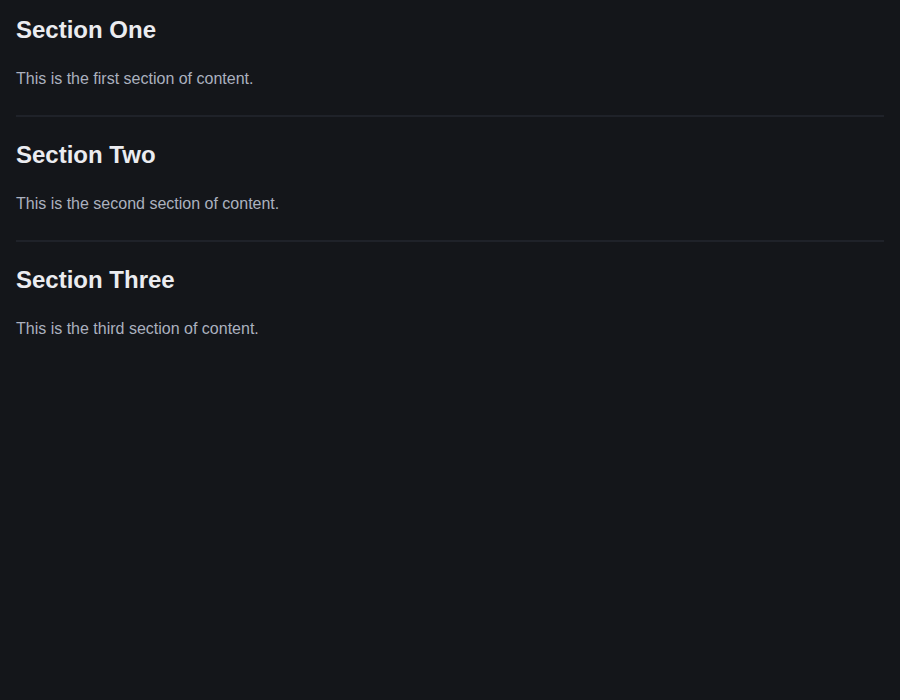 Section One
This is the first section of content.
Section Two
This is the second section of content.
Section Three
This is the third section of content.